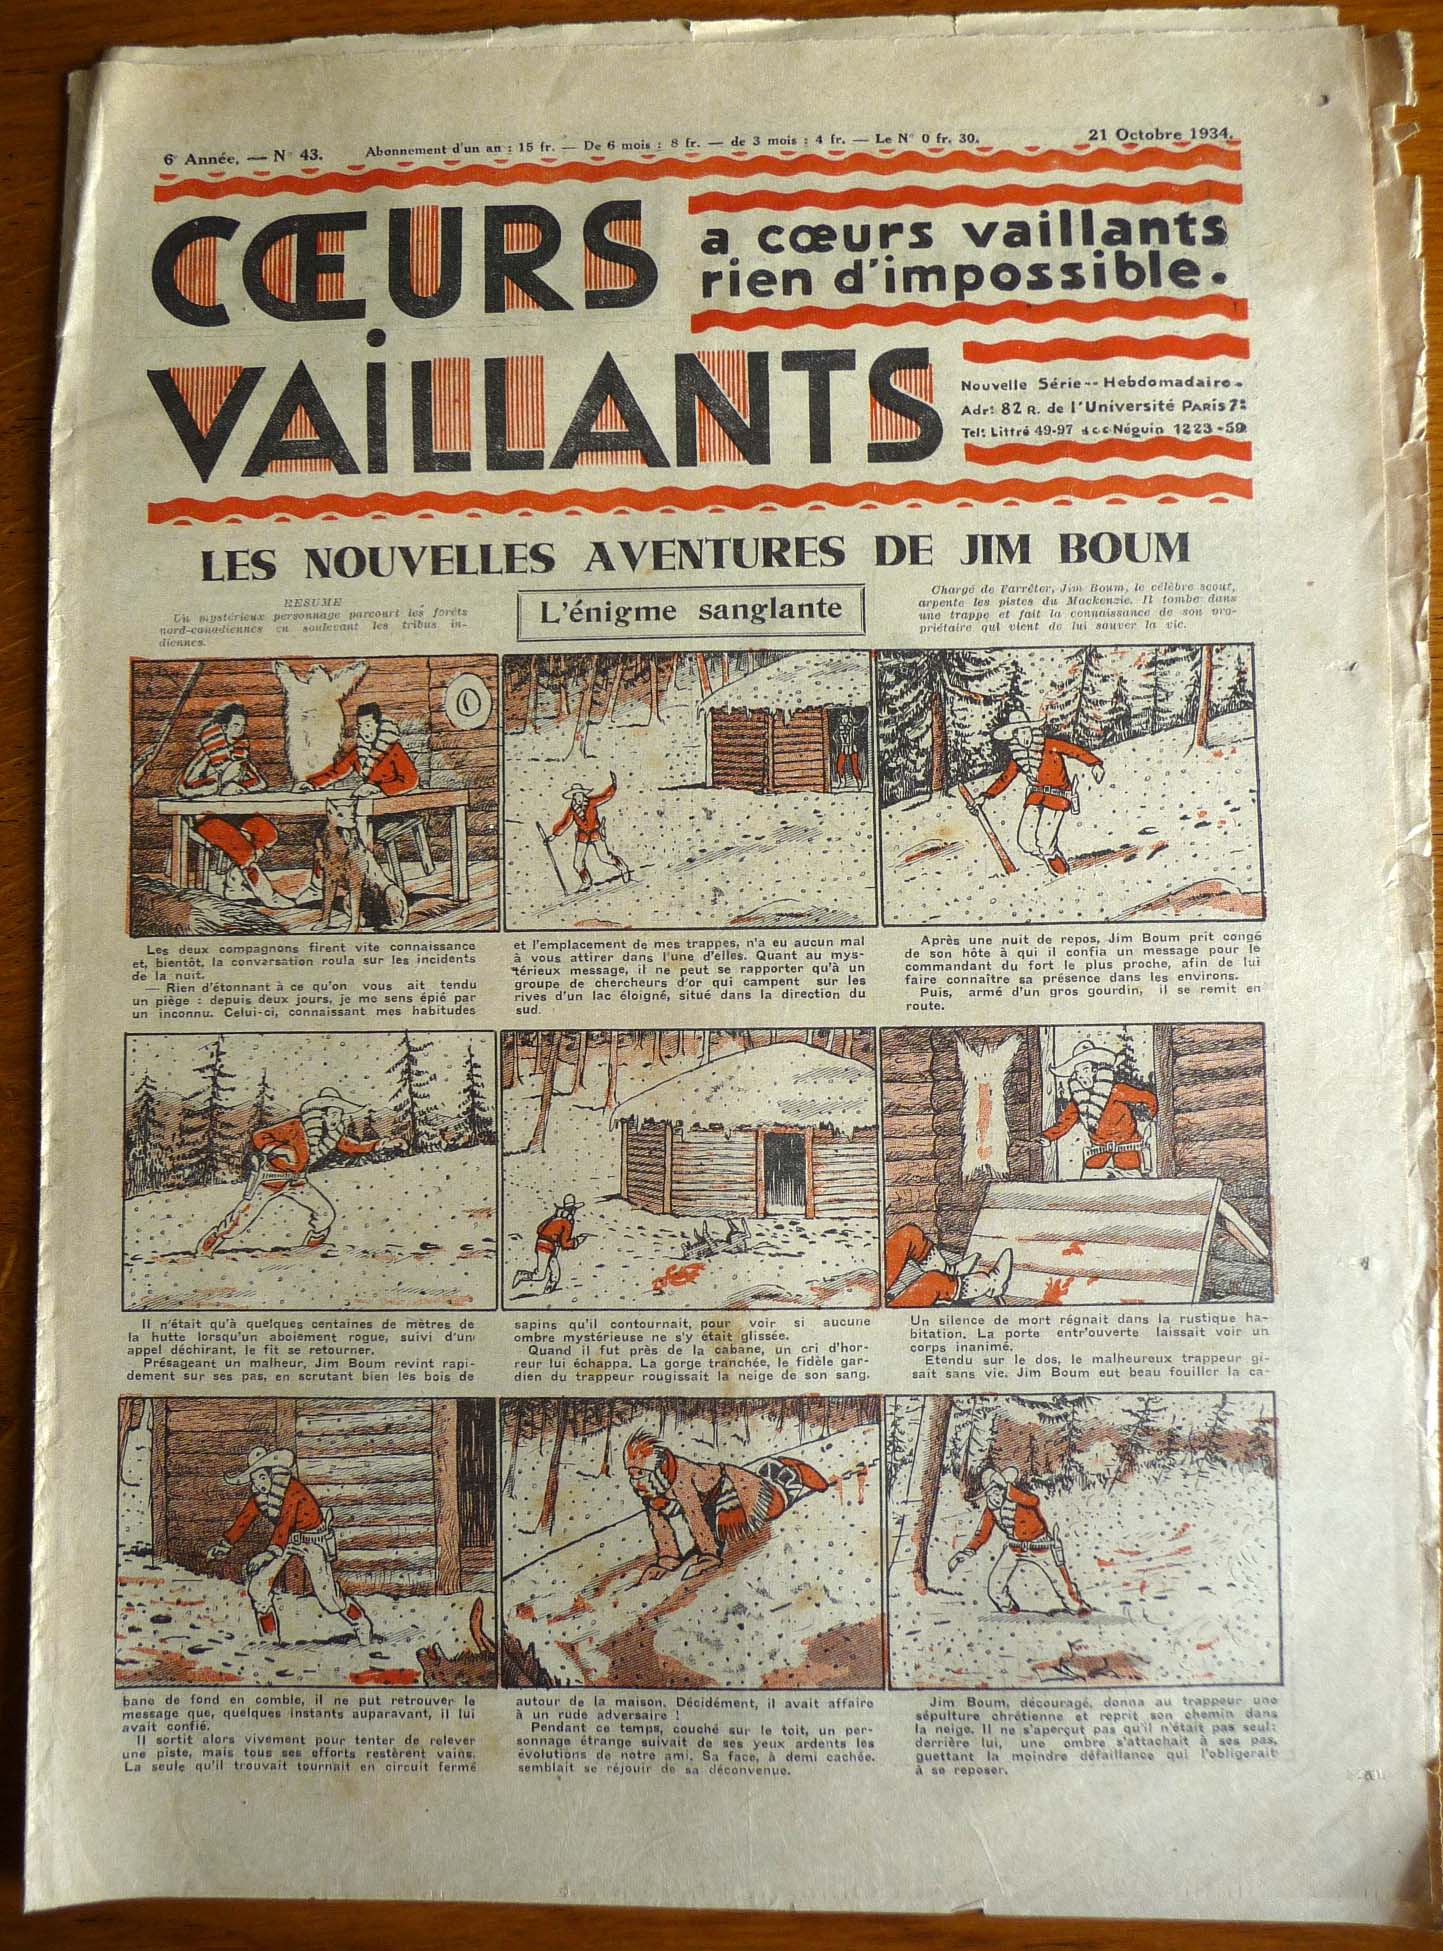 6e Année. — N° 43.
Abonnement d'un an : 15 fr. — De 6 mois : 8 fr. — de 3 mois : 4 fr. — Le N° 0 fr. 30.
21 Octobre 1934.
CŒURS
VAILLANTS
a cœurs vaillants
rien d'impossible.
Nouvelle Série -- Hebdomadaire.
Adr: 82 R. de l'Université PARIS 7e
Tel: Littré 49-97 Néguin 1223-59
LES NOUVELLES AVENTURES DE JIM BOUM
L'énigme sanglante
RESUME
Un mystérieux personnage parcourt les forêts
nord-canadiennes en soulevant les tribus in-
diennes.
Chargé de l'arrêter, Jim Boum, le célèbre scout,
arpente les pistes du Mackenzie. Il tombe dans
une trappe et fait la connaissance de son pro-
priétaire qui vient de lui sauver la vie.
Les deux compagnons firent vite connaissance
et, bientôt, la conversation roula sur les incidents
de la nuit.
— Rien d'étonnant à ce qu'on vous ait tendu
un piège : depuis deux jours, je me sens épié par
un inconnu. Celui-ci, connaissant mes habitudes
et l'emplacement de mes trappes, n'a eu aucun mal
à vous attirer dans l'une d'elles. Quant au mys-
térieux message, il ne peut se rapporter qu'à un
groupe de chercheurs d'or qui campent sur les
rives d'un lac éloigné, situé dans la direction du
sud.
Après une nuit de repos, Jim Boum prit congé
de son hôte à qui il confia un message pour le
commandant du fort le plus proche, afin de lui
faire connaître sa présence dans les environs.
Puis, armé d'un gros gourdin, il se remit en
route.
Il n'était qu'à quelques centaines de mètres de
la hutte lorsqu'un aboiement rogue, suivi d'un
appel déchirant, le fit se retourner.
Présageant un malheur, Jim Boum revint rapi-
dement sur ses pas, en scrutant bien les bois de
sapins qu'il contournait, pour voir si aucune
ombre mystérieuse ne s'y était glissée.
Quand il fut près de la cabane, un cri d'hor-
reur lui échappa. La gorge tranchée, le fidèle gar-
dien du trappeur rougissait la neige de son sang.
Un silence de mort régnait dans la rustique ha-
bitation. La porte entr'ouverte laissait voir un
corps inanimé.
Etendu sur le dos, le malheureux trappeur gi-
sait sans vie. Jim Boum eut beau fouiller la ca-
bane de fond en comble, il ne put retrouver le
message que, quelques instants auparavant, il lui
avait confié.
Il sortit alors vivement pour tenter de relever
une piste, mais tous ses efforts restèrent vains.
La seule qu'il trouvait tournait en circuit fermé
autour de la maison. Décidément, il avait affaire
à un rude adversaire !
Pendant ce temps, couché sur le toit, un per-
sonnage étrange suivait de ses yeux ardents les
évolutions de notre ami. Sa face, à demi cachée,
semblait se réjouir de sa déconvenue.
Jim Boum, découragé, donna au trappeur une
sépulture chrétienne et reprit son chemin dans
la neige. Il ne s'aperçut pas qu'il n'était pas seul:
derrière lui, une ombre s'attachait à ses pas,
guettant la moindre défaillance qui l'obligerait
à se reposer.